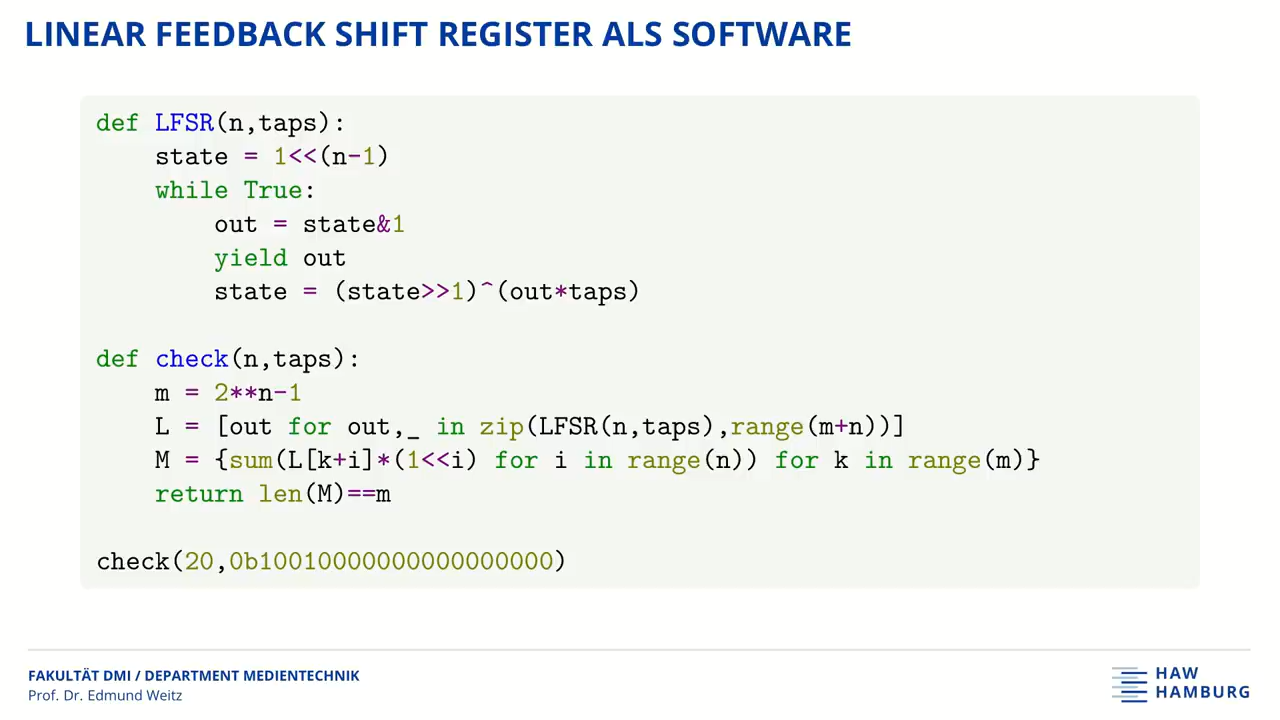 LINEAR FEEDBACK SHIFT REGISTER ALS SOFTWARE
def LFSR(n,taps):
    state = 1<<(n-1)
    while True:
        out = state&1
        yield out
        state = (state>>1)^(out*taps)
def check(n,taps):
    m = 2**n-1
    L = [out for out,_ in zip(LFSR(n,taps),range(m+n))]
    M = {sum(L[k+i]*(1<<i) for i in range(n)) for k in range(m)}
    return len(M)==m
check(20,0b10010000000000000000)
FAKULTÄT DMI / DEPARTMENT MEDIENTECHNIK
Prof. Dr. Edmund Weitz
HAW
HAMBURG